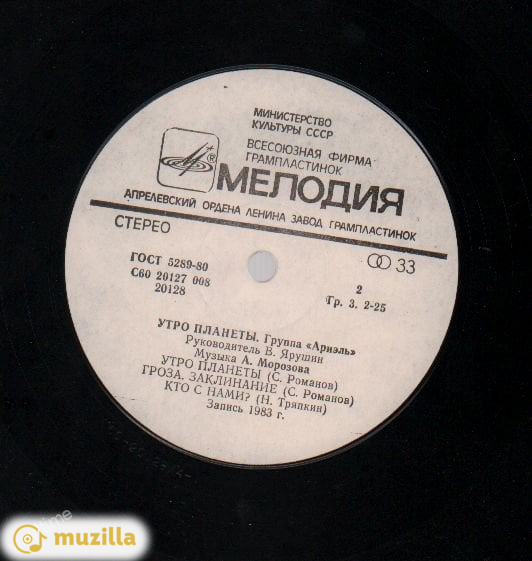 МИНИСТЕРСТВО
КУЛЬТУРЫ СССР
ВСЕСОЮЗНАЯ ФИРМА
ГРАМПЛАСТИНОК
®
МЕЛОДИЯ
АПРЕЛЕВСКИЙ ОРДЕНА ЛЕНИНА ЗАВОД ГРАМПЛАСТИНОК
СТЕРЕО
33
ГОСТ 5289-80
С60 20127 008
20128
2
Гр. 3. 2-25
УТРО ПЛАНЕТЫ. Группа «Ариэль»
Руководитель В. Ярушин
Музыка А. Морозова
УТРО ПЛАНЕТЫ (С. Романов)
ГРОЗА. ЗАКЛИНАНИЕ (С. Романов)
КТО С НАМИ? (Н. Тряпкин)
Запись 1983 г.
muzilla